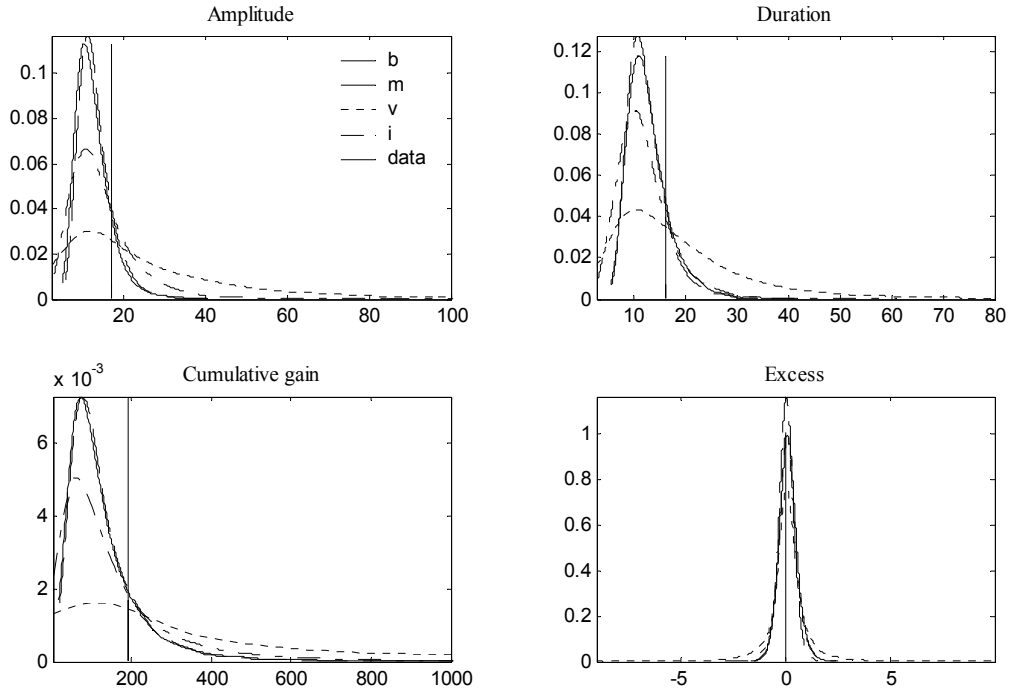 Amplitude
0.1
0.08
0.06
0.04
0.02
0
20 40 60 80 100
b
m
v
i
data
Duration
0.12
0.1
0.08
0.06
0.04
0.02
0
10 20 30 40 50 60 70 80
Cumulative gain
x 10^-3
6
4
2
0
200 400 600 800 1000
Excess
1
0.8
0.6
0.4
0.2
0
-5 0 5